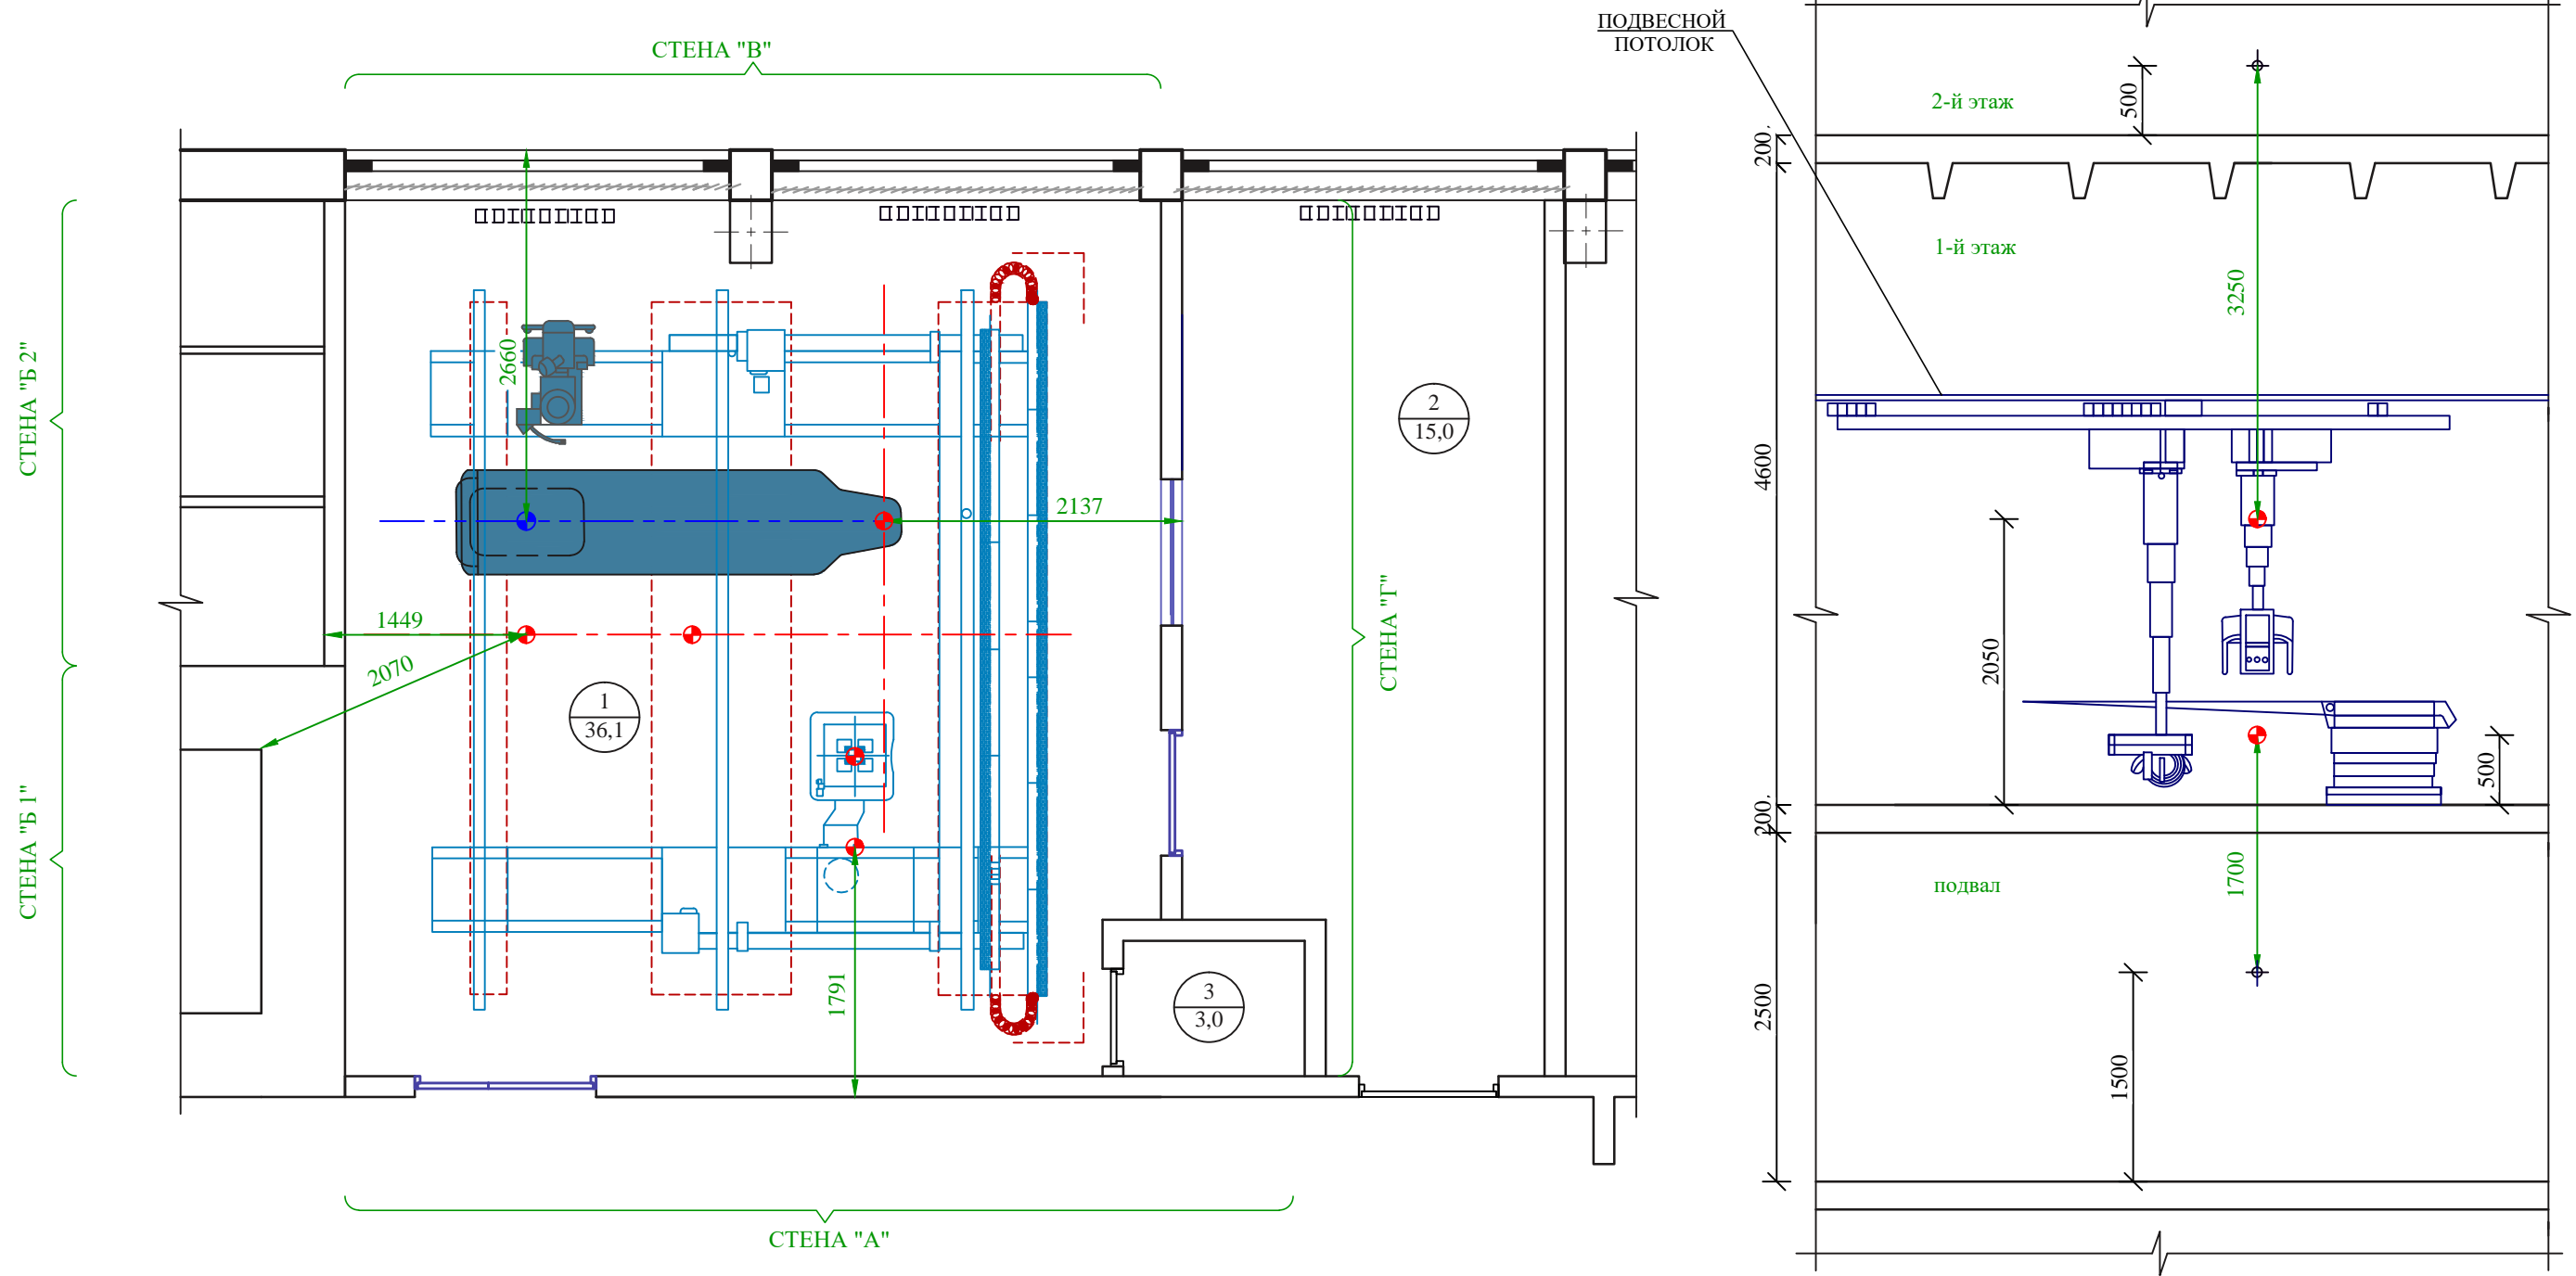 СТЕНА "В"
ПОДВЕСНОЙ
ПОТОЛОК
2-й этаж
500
200
1-й этаж
3250
СТЕНА "Б 2"
2660
2
15,0
4600
2137
1449
2070
СТЕНА "Г"
2050
1
36,1
500
200
СТЕНА "Б 1"
1700
подвал
1791
3
3,0
2500
1500
СТЕНА "А"